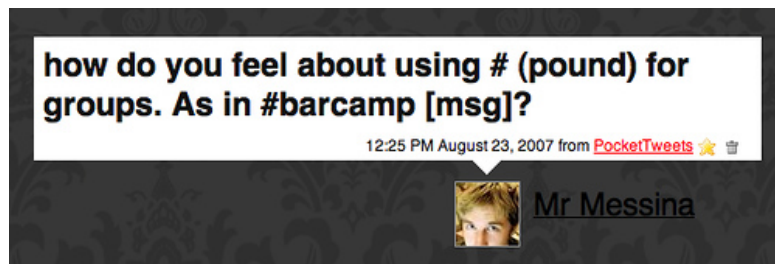 how do you feel about using # (pound) for
groups. As in #barcamp [msg]?
12:25 PM August 23, 2007 from PocketTweets
Mr Messina